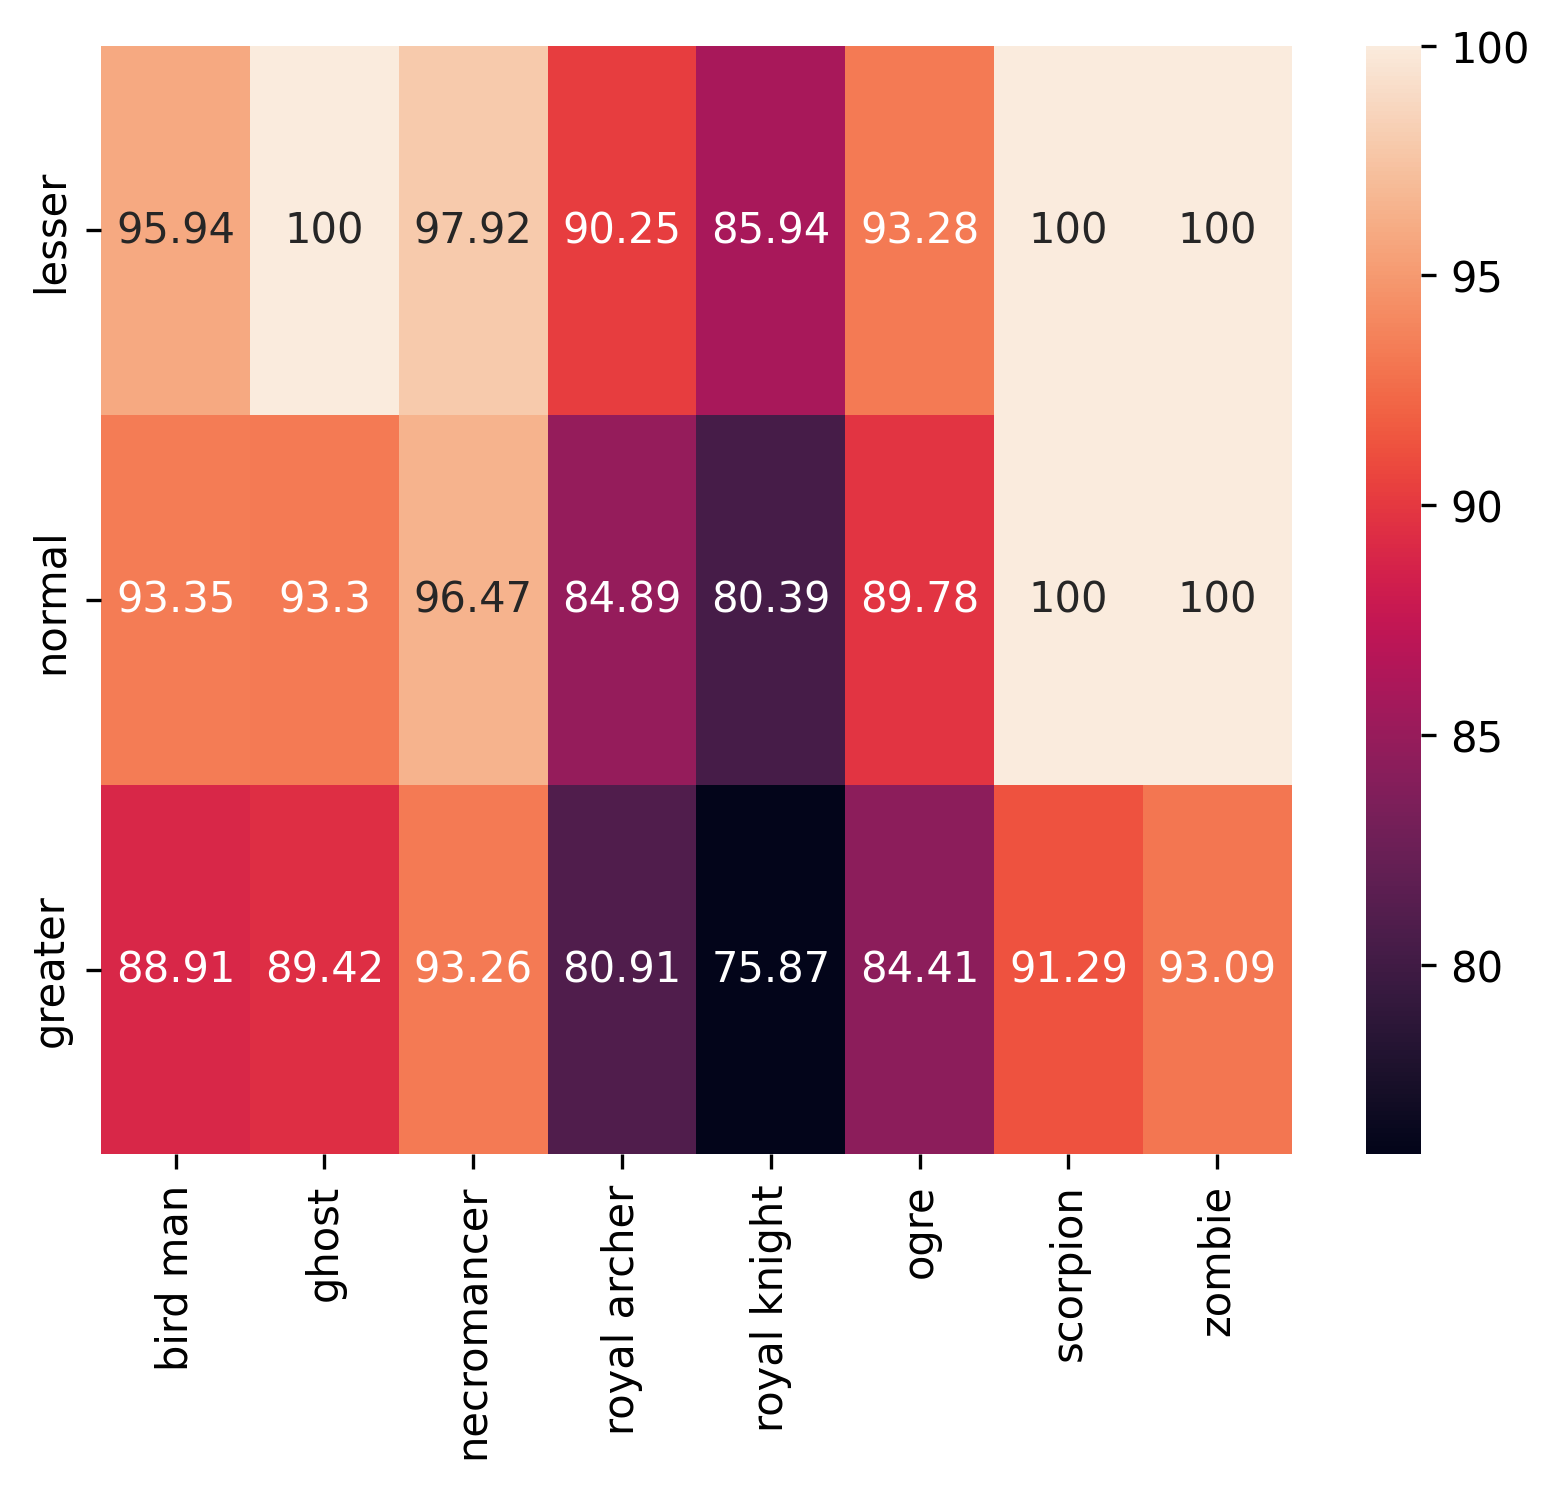 lesser 95.94 100 97.92 90.25 85.94 93.28 100 100
normal 93.35 93.3 96.47 84.89 80.39 89.78 100 100
greater 88.91 89.42 93.26 80.91 75.87 84.41 91.29 93.09
bird man
ghost
necromancer
royal archer
royal knight
ogre
scorpion
zombie
100
95
90
85
80